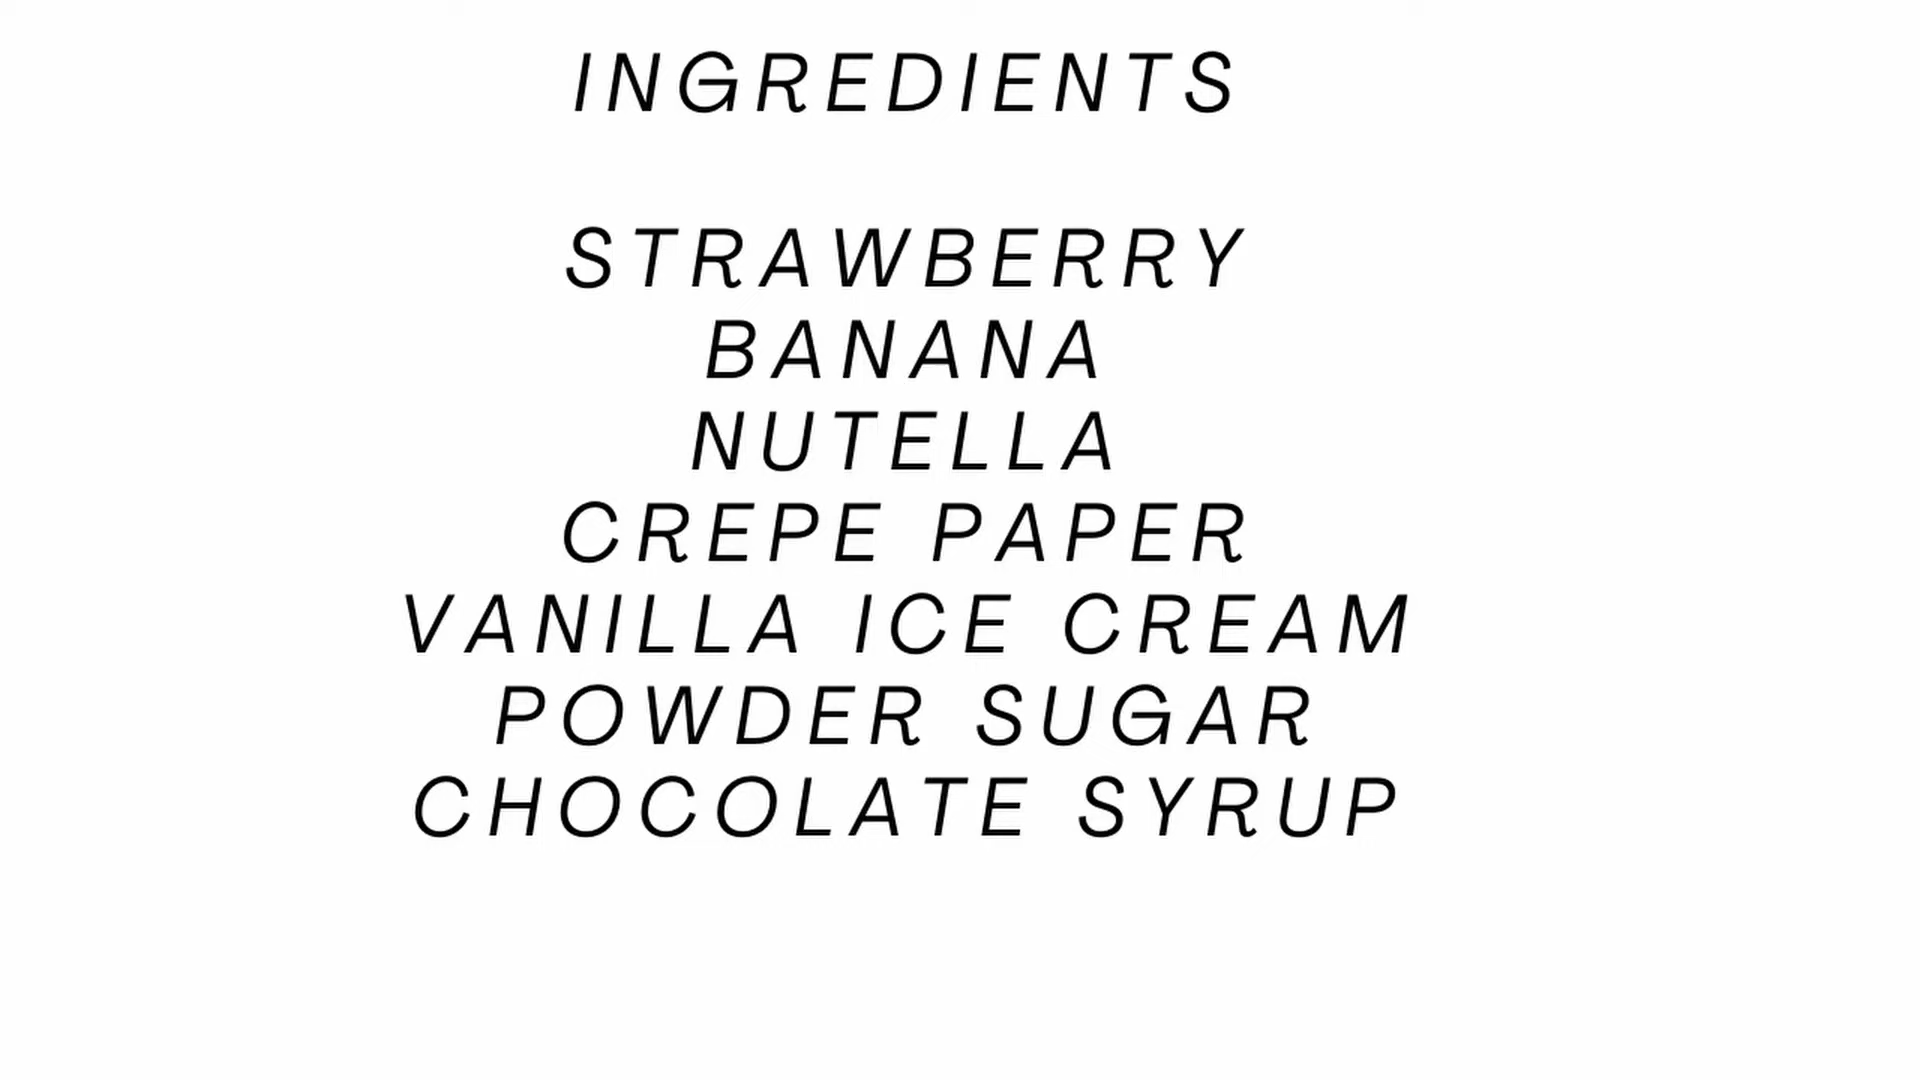 INGREDIENTS
STRAWBERRY
BANANA
NUTELLA
CREPE PAPER
VANILLA ICE CREAM
POWDER SUGAR
CHOCOLATE SYRUP